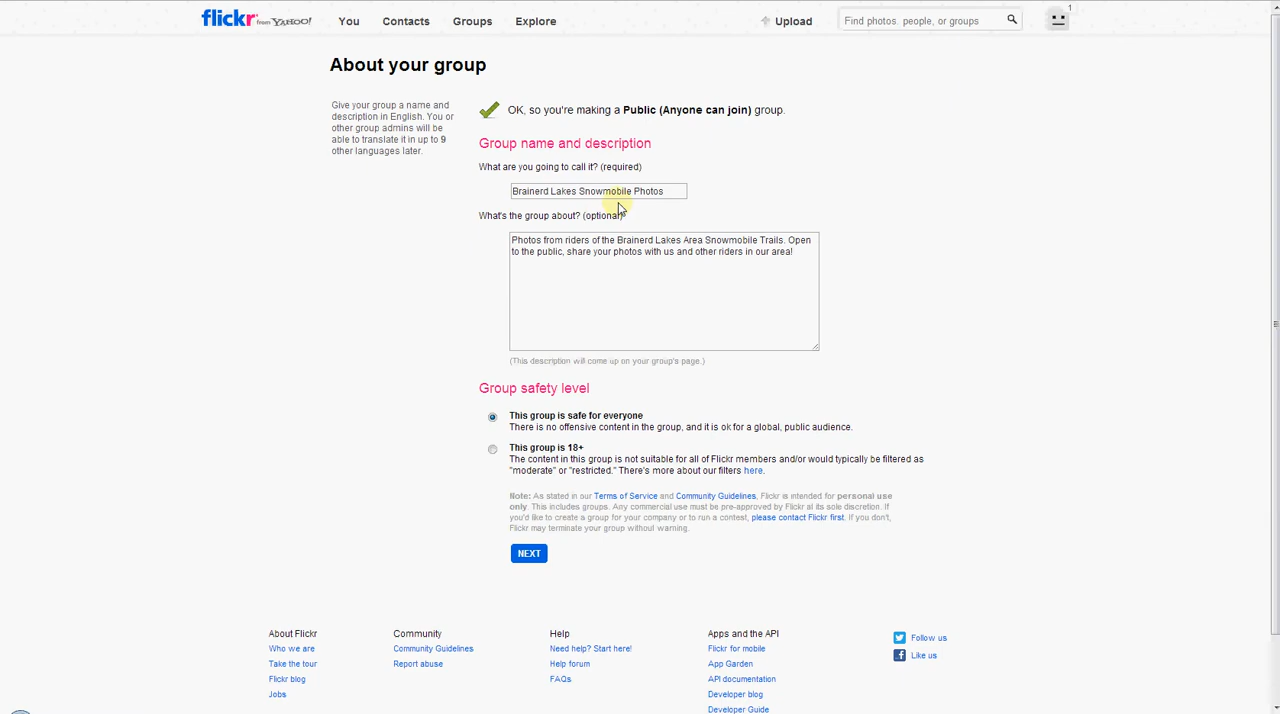 flickr from YAHOO! You Contacts Groups Explore Upload Find photos, people, or groups 1
About your group
Give your group a name and
description in English. You or
other group admins will be
able to translate it in up to 9
other languages later.
OK, so you're making a Public (Anyone can join) group.
Group name and description
What are you going to call it? (required)
Brainerd Lakes Snowmobile Photos
What's the group about? (optional)
Photos from riders of the Brainerd Lakes Area Snowmobile Trails. Open
to the public, share your photos with us and other riders in our area!
(This description will come up on your group's page.)
Group safety level
This group is safe for everyone
There is no offensive content in the group, and it is ok for a global, public audience.
This group is 18+
The content in this group is not suitable for all of Flickr members and/or would typically be filtered as
"moderate" or "restricted." There's more about our filters here.
Note: As stated in our Terms of Service and Community Guidelines, Flickr is intended for personal use
only. This includes groups. Any commercial use must be pre-approved by Flickr at its sole discretion. If
you'd like to create a group for your company or to run a contest, please contact Flickr first. If you don't,
Flickr may terminate your group without warning.
NEXT
About Flickr
Who we are
Take the tour
Flickr blog
Jobs
Community
Community Guidelines
Report abuse
Help
Need help? Start here!
Help forum
FAQs
Apps and the API
Flickr for mobile
App Garden
API documentation
Developer blog
Developer Guide
Follow us
Like us